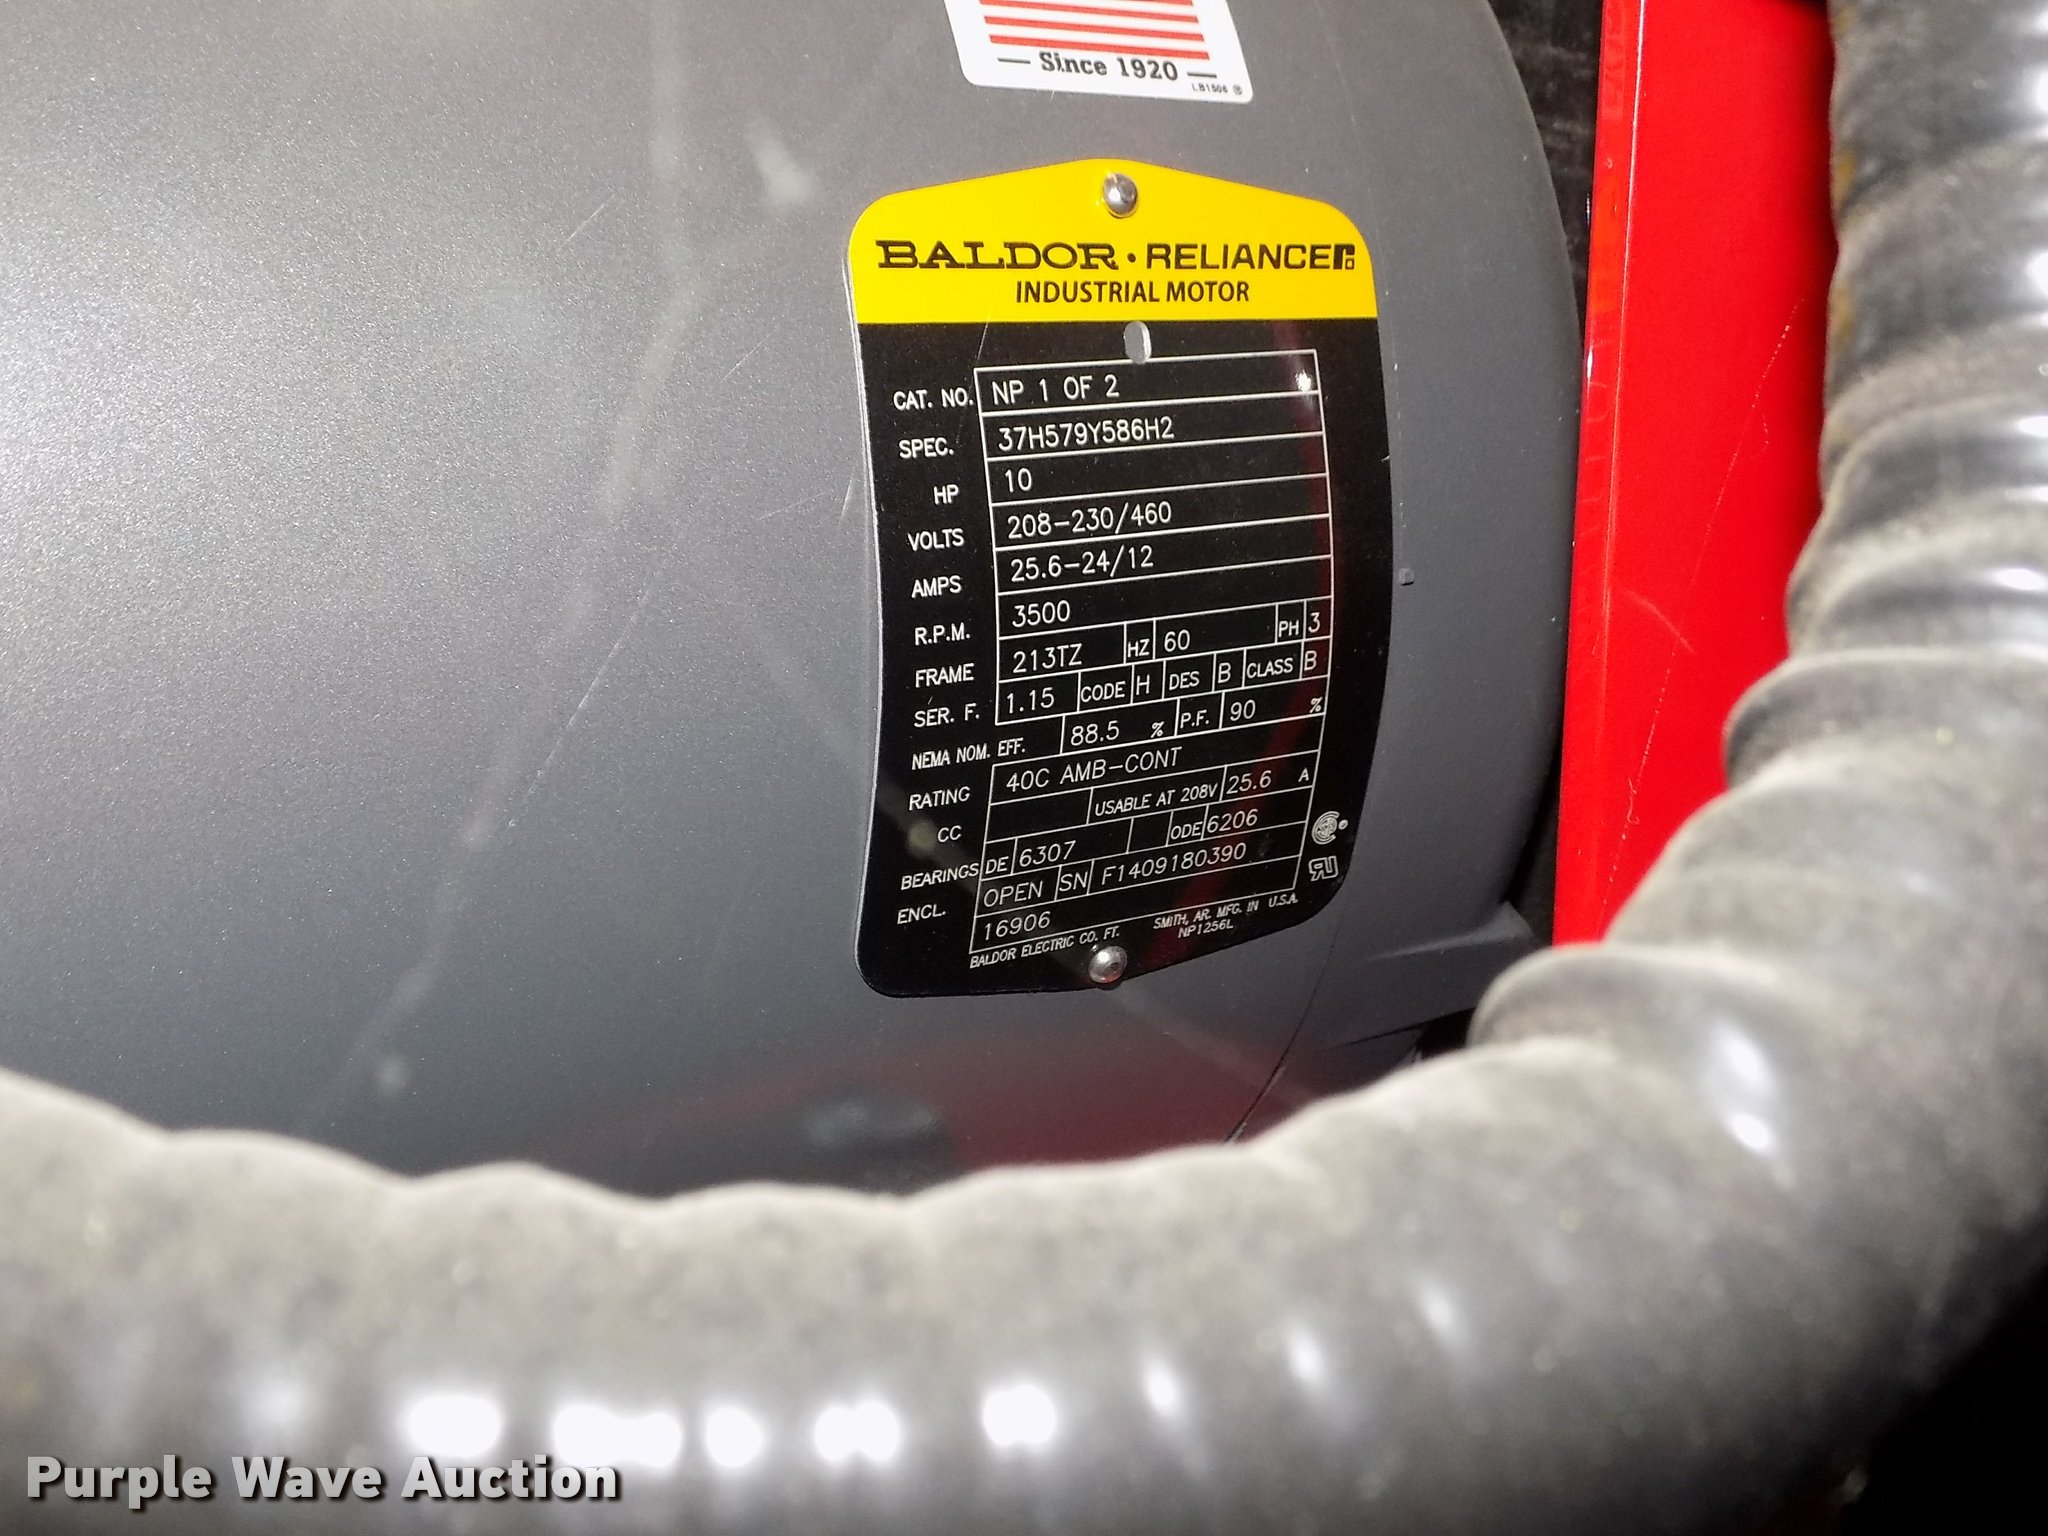 Since 1920
LB1506 ®
BALDOR • RELIANCE
INDUSTRIAL MOTOR
CAT. NO. NP 1 OF 2
SPEC. 37H579Y586H2
HP 10
VOLTS 208-230/460
AMPS 25.6-24/12
R.P.M. 3500
FRAME 213TZ HZ 60 PH 3
SER. F. 1.15 CODE H DES B CLASS B
NEMA NOM. EFF. 88.5 % P.F. 90 %
RATING 40C AMB-CONT
CC USABLE AT 208V 25.6 A
BEARINGS DE 6307 ODE 6206
ENCL. OPEN SN F1409180390
16906
BALDOR ELECTRIC CO. FT. SMITH, AR. MFG. IN U.S.A.
NP1256L
Purple Wave Auction